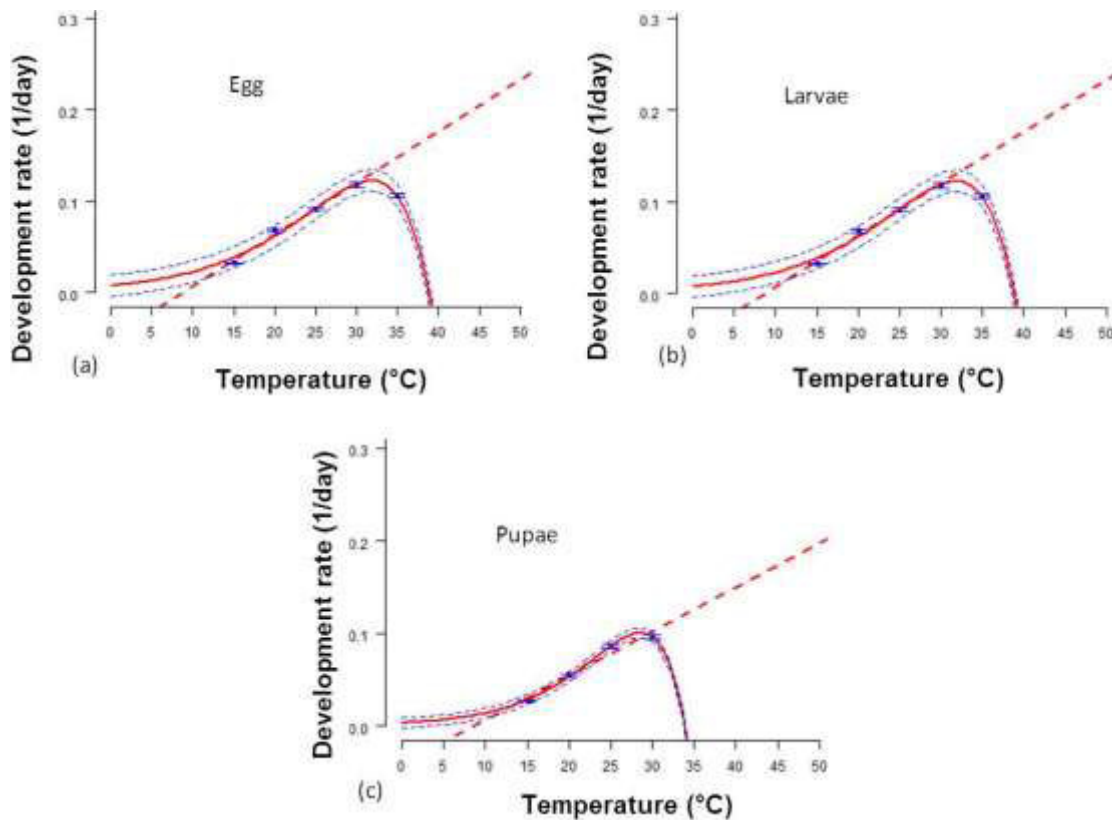 0.3
0.2
0.1
0.0
Development rate (1/day)
Egg
0 5 10 15 20 25 30 35 40 45 50
(a)
Temperature (°C)
0.3
0.2
0.1
0.0
Development rate (1/day)
Larvae
0 5 10 15 20 25 30 35 40 45 50
(b)
Temperature (°C)
0.3
0.2
0.1
0.0
Development rate (1/day)
Pupae
0 5 10 15 20 25 30 35 40 45 50
(c)
Temperature (°C)